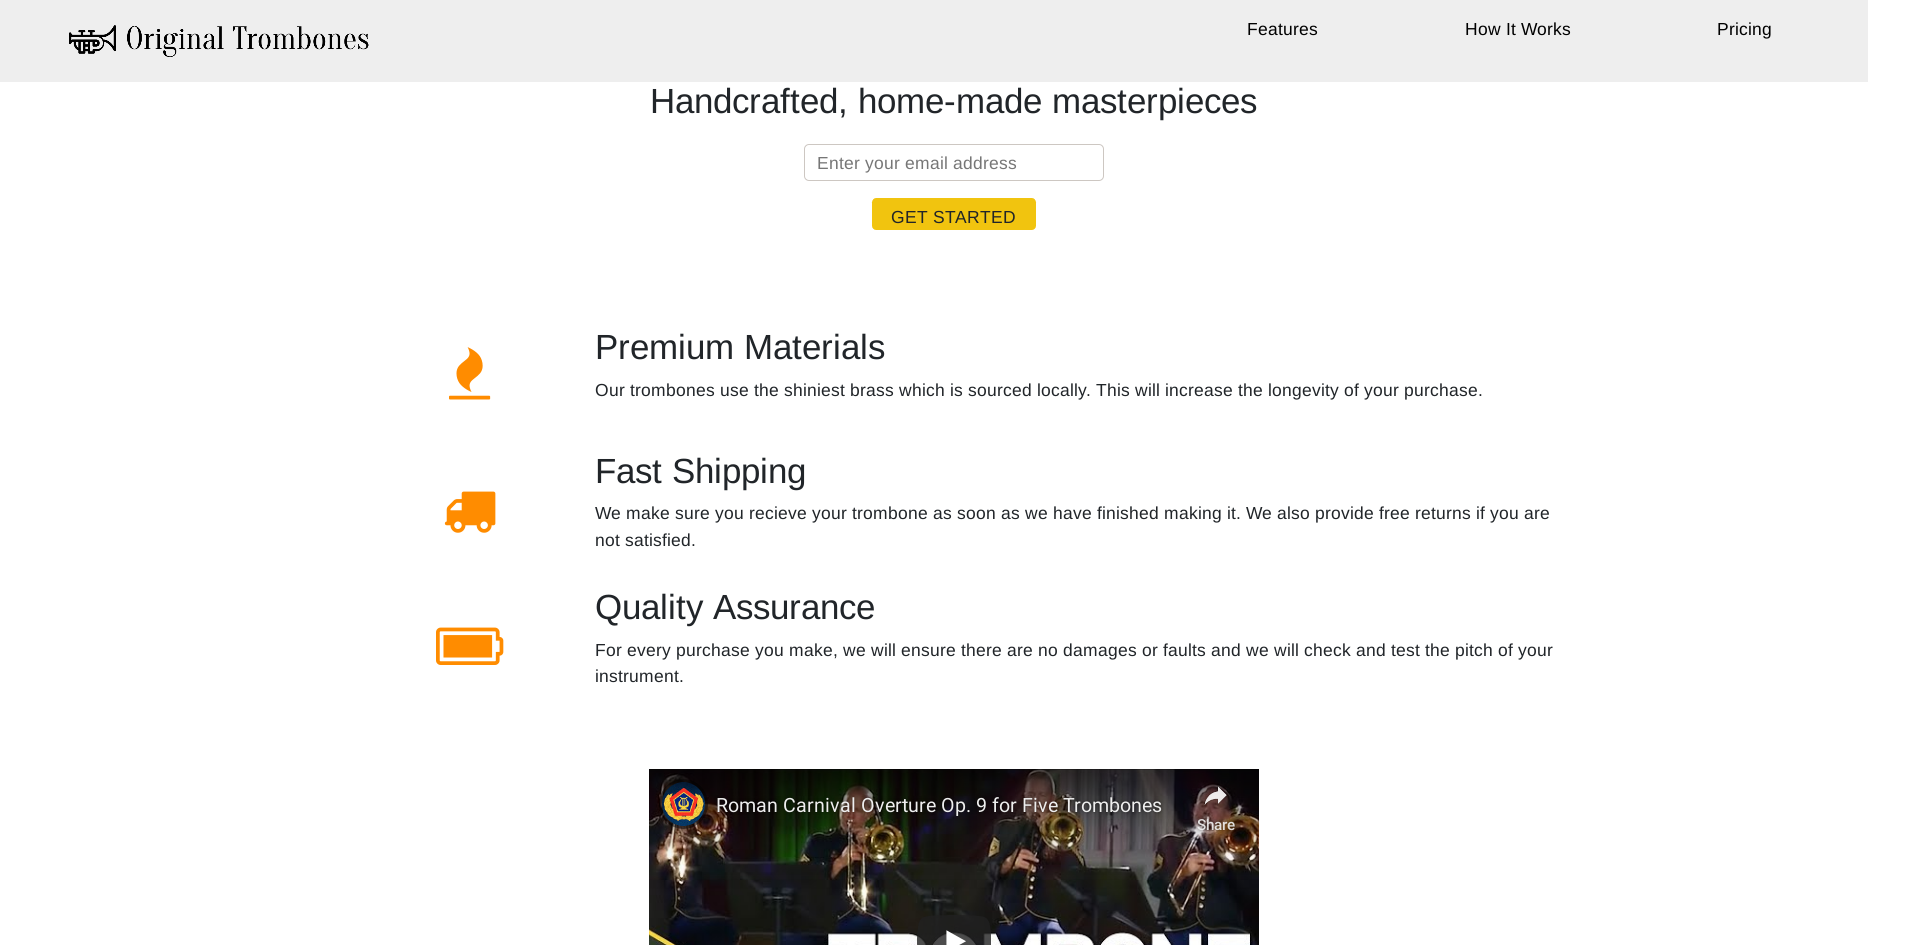 Original Trombones
Features
How It Works
Pricing
Handcrafted, home-made masterpieces
Enter your email address
GET STARTED
Premium Materials
Our trombones use the shiniest brass which is sourced locally. This will increase the longevity of your purchase.
Fast Shipping
We make sure you recieve your trombone as soon as we have finished making it. We also provide free returns if you are
not satisfied.
Quality Assurance
For every purchase you make, we will ensure there are no damages or faults and we will check and test the pitch of your
instrument.
Roman Carnival Overture Op. 9 for Five Trombones
Share